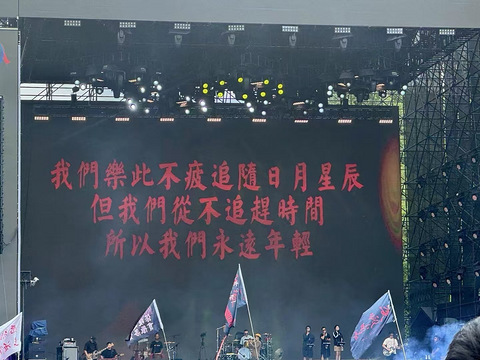 我們樂此不疲追隨日月星辰
但我們從不追趕時間
所以我們永遠年輕